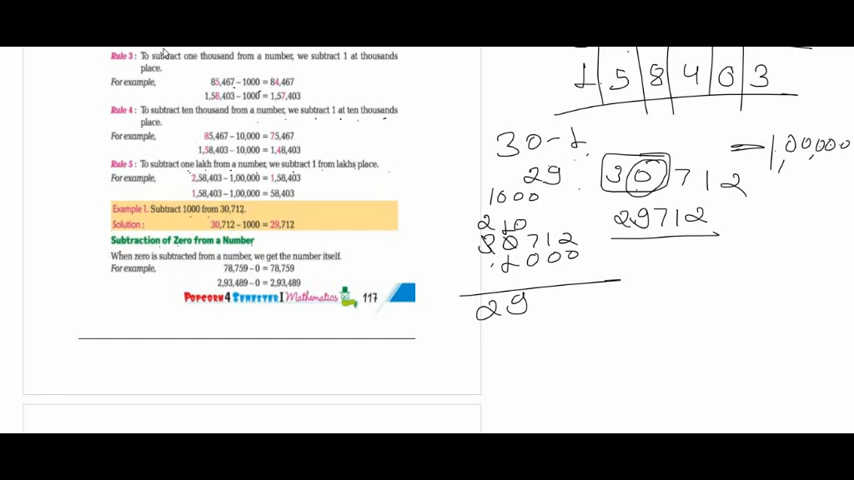 Rule 3 : To subtract one thousand from a number, we subtract 1 at thousands
place.
For example, 85,467 – 1000 = 84,467
1,58,403 – 1000 = 1,57,403
Rule 4 : To subtract ten thousand from a number, we subtract 1 at ten thousands
place.
For example, 85,467 – 10,000 = 75,467
1,58,403 – 10,000 = 1,48,403
Rule 5 : To subtract one lakh from a number, we subtract 1 from lakhs place.
For example, 2,58,403 – 1,00,000 = 1,58,403
1,58,403 – 1,00,000 = 58,403
Example 1. Subtract 1000 from 30,712.
Solution : 30,712 – 1000 = 29,712
Subtraction of Zero from a Number
When zero is subtracted from a number, we get the number itself.
For example, 78,759 – 0 = 78,759
2,93,489 – 0 = 2,93,489
POPCORN 4 SEMESTER I Mathematics 117
1 5 8 4 0 3
30-1
= 1,00,000
29
30712
1000
29712
2 10
30712
1000
29